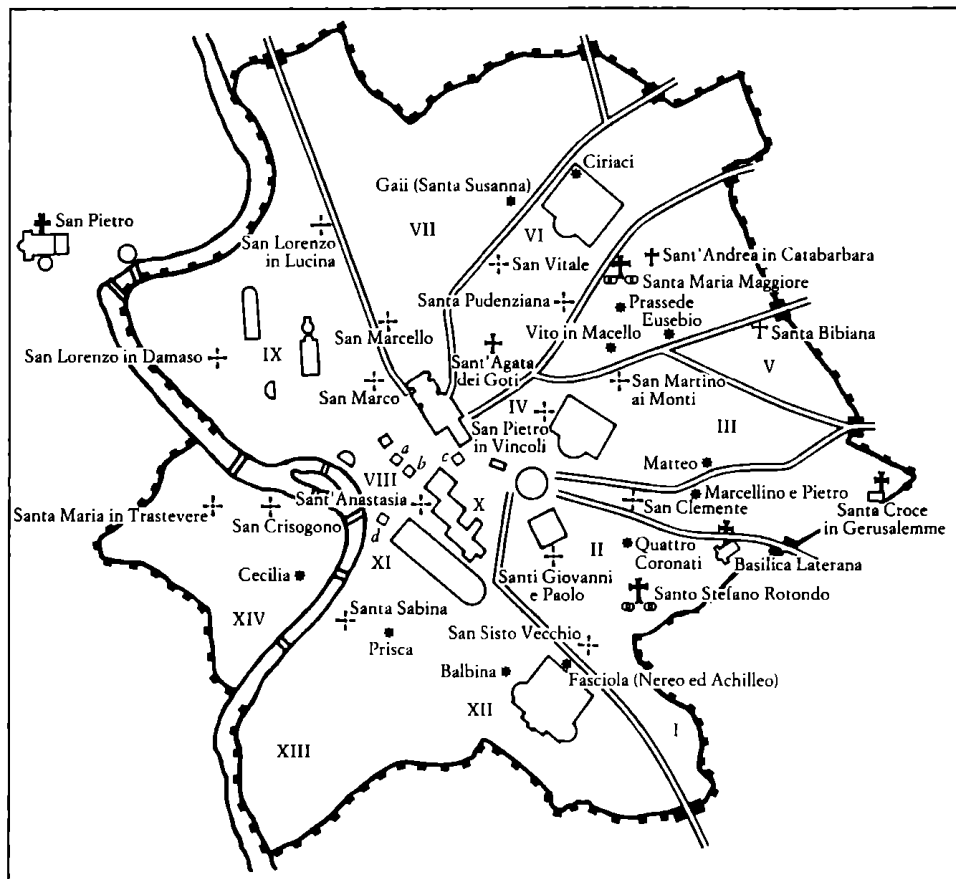 Ciriaci
Gaii (Santa Susanna)
San Pietro
VII
VI
San Lorenzo
in Lucina
San Vitale
Sant'Andrea in Catabarbara
Santa Maria Maggiore
Santa Pudenziana
Prassede
Eusebio
San Marcello
Vito in Macello
Santa Bibiana
San Lorenzo in Damaso
IX
Sant'Agata
dei Goti
V
San Marco
San Martino
ai Monti
IV
San Pietro
in Vincoli
III
a
b
c
VIII
Matteo
Sant'Anastasia
X
Marcellino e Pietro
San Clemente
Santa Croce
in Gerusalemme
Santa Maria in Trastevere
San Crisogono
d
XI
II
Quattro
Coronati
Basilica Laterana
Cecilia
Santi Giovanni
e Paolo
Santo Stefano Rotondo
XIV
Santa Sabina
Prisca
San Sisto Vecchio
Balbina
Fasciola (Nereo ed Achilleo)
XII
I
XIII